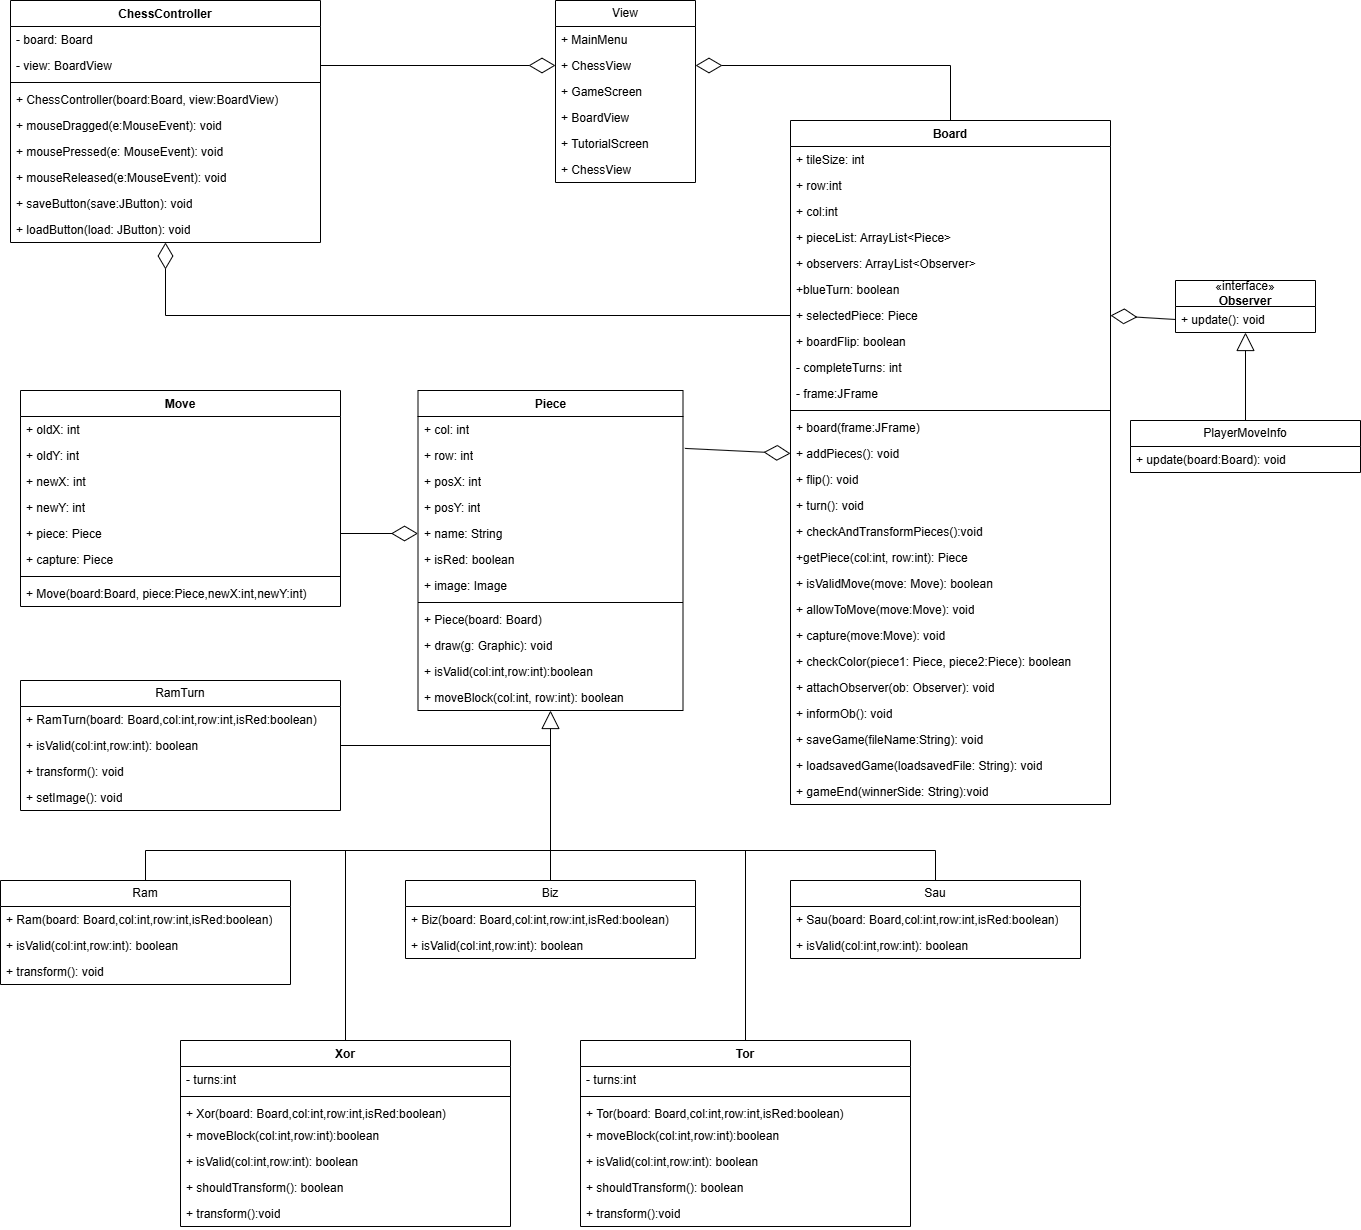 ChessController
- board: Board
- view: BoardView
+ ChessController(board:Board, view:BoardView)
+ mouseDragged(e:MouseEvent): void
+ mousePressed(e: MouseEvent): void
+ mouseReleased(e:MouseEvent): void
+ saveButton(save:JButton): void
+ loadButton(load: JButton): void
View
+ MainMenu
+ ChessView
+ GameScreen
+ BoardView
+ TutorialScreen
+ ChessView
Board
+ tileSize: int
+ row:int
+ col:int
+ pieceList: ArrayList<Piece>
+ observers: ArrayList<Observer>
+blueTurn: boolean
+ selectedPiece: Piece
+ boardFlip: boolean
- completeTurns: int
- frame:JFrame
+ board(frame:JFrame)
+ addPieces(): void
+ flip(): void
+ turn(): void
+ checkAndTransformPieces():void
+getPiece(col:int, row:int): Piece
+ isValidMove(move: Move): boolean
+ allowToMove(move:Move): void
+ capture(move:Move): void
+ checkColor(piece1: Piece, piece2:Piece): boolean
+ attachObserver(ob: Observer): void
+ informOb(): void
+ saveGame(fileName:String): void
+ loadsavedGame(loadsavedFile: String): void
+ gameEnd(winnerSide: String):void
«interface»
Observer
+ update(): void
PlayerMoveInfo
+ update(board:Board): void
Move
+ oldX: int
+ oldY: int
+ newX: int
+ newY: int
+ piece: Piece
+ capture: Piece
+ Move(board:Board, piece:Piece,newX:int,newY:int)
Piece
+ col: int
+ row: int
+ posX: int
+ posY: int
+ name: String
+ isRed: boolean
+ image: Image
+ Piece(board: Board)
+ draw(g: Graphic): void
+ isValid(col:int,row:int):boolean
+ moveBlock(col:int, row:int): boolean
RamTurn
+ RamTurn(board: Board,col:int,row:int,isRed:boolean)
+ isValid(col:int,row:int): boolean
+ transform(): void
+ setImage(): void
Ram
+ Ram(board: Board,col:int,row:int,isRed:boolean)
+ isValid(col:int,row:int): boolean
+ transform(): void
Biz
+ Biz(board: Board,col:int,row:int,isRed:boolean)
+ isValid(col:int,row:int): boolean
Sau
+ Sau(board: Board,col:int,row:int,isRed:boolean)
+ isValid(col:int,row:int): boolean
Xor
- turns:int
+ Xor(board: Board,col:int,row:int,isRed:boolean)
+ moveBlock(col:int,row:int):boolean
+ isValid(col:int,row:int): boolean
+ shouldTransform(): boolean
+ transform():void
Tor
- turns:int
+ Tor(board: Board,col:int,row:int,isRed:boolean)
+ moveBlock(col:int,row:int):boolean
+ isValid(col:int,row:int): boolean
+ shouldTransform(): boolean
+ transform():void